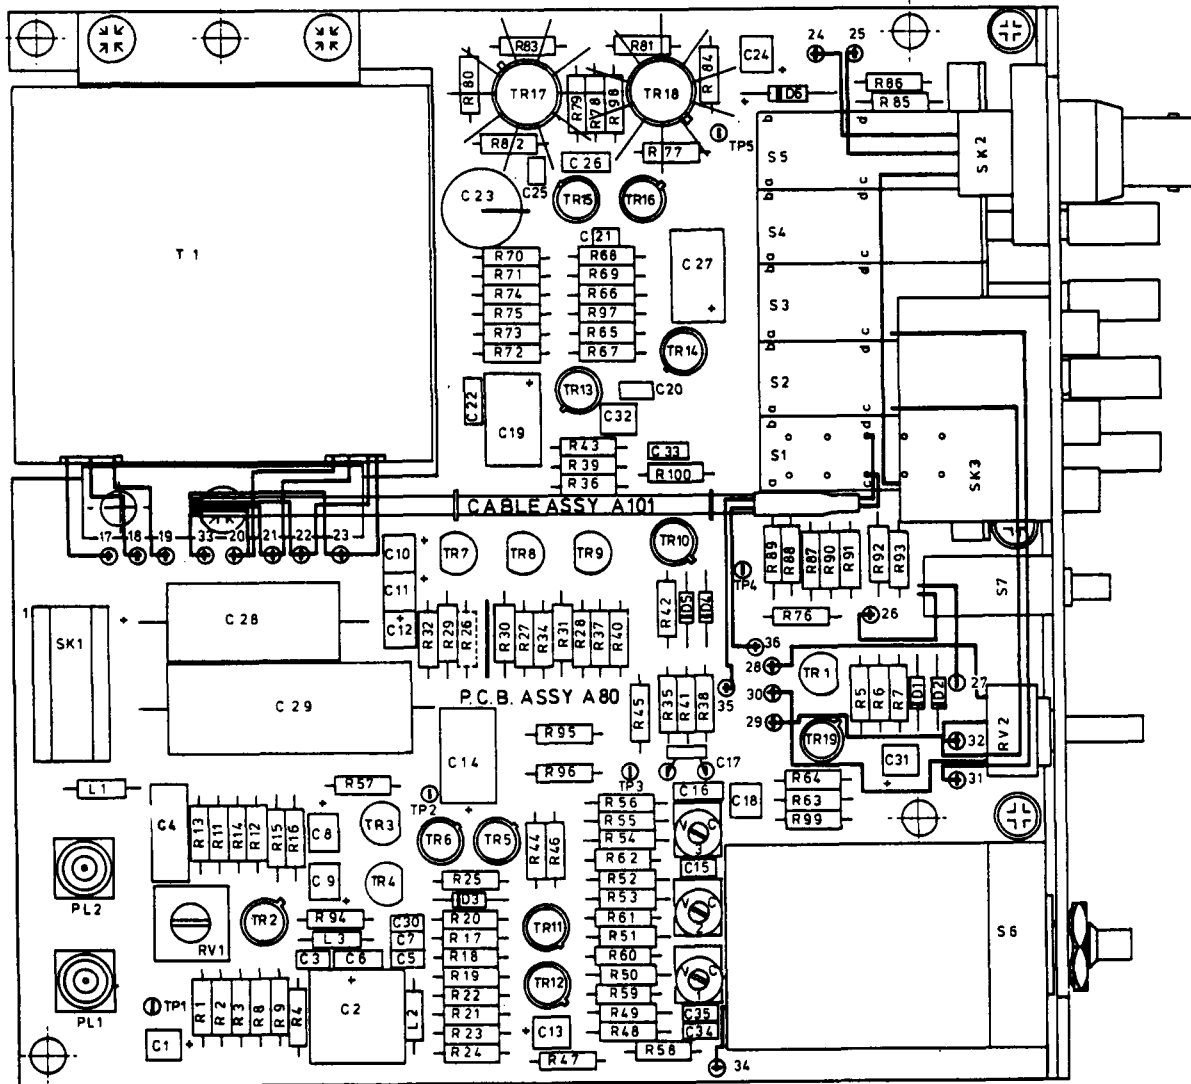 R83
R81
R80
TR17
R79
R78
R98
TR18
R84
C24
24
25
D6
R86
R85
SK2
R82
C26
R77
TP5
C25
C23
TR15
TR16
b
d
S5
a
c
b
d
S4
a
c
b
d
S3
a
c
b
d
S2
a
c
b
d
S1
a
c
T1
C21
R70
R71
R74
R75
R73
R72
R68
R69
R66
R97
R65
R67
C27
TR14
TR13
C20
C22
C19
C32
R43
R39
R36
C33
R100
SK3
CABLE ASSY A101
17
18
19
33
20
21
22
23
C10
C11
C12
TR7
TR8
TR9
TR10
R89
R88
R87
R90
R91
R92
R93
TP4
S7
1
SK1
C28
C29
R32
R29
R26
R30
R27
R34
R31
R28
R37
R40
R42
D5
D4
R76
26
36
28
30
29
35
TR1
R5
R6
R7
D1
D2
27
32
31
RV2
P.C.B. ASSY A80
R45
R35
R41
R38
TR19
C31
R95
R96
C14
TP3
C17
C16
C18
R64
R63
R99
L1
C4
R57
TP2
R13
R11
R14
R12
R15
R16
C8
TR3
TR6
TR5
R44
R46
R56
R55
R54
R62
R52
R53
R61
R51
R60
R50
R59
R49
R48
V
C
3
C15
V
C
2
V
C
1
C35
C34
PL2
C9
TR4
R25
D3
R20
R17
R18
R19
R22
R21
R23
R24
RV1
TR2
R94
L3
C3
C6
C30
C7
C5
TR11
TR12
S6
PL1
TP1
R1
R2
R3
R8
R9
R4
C2
L2
C1
C13
R47
R58
34